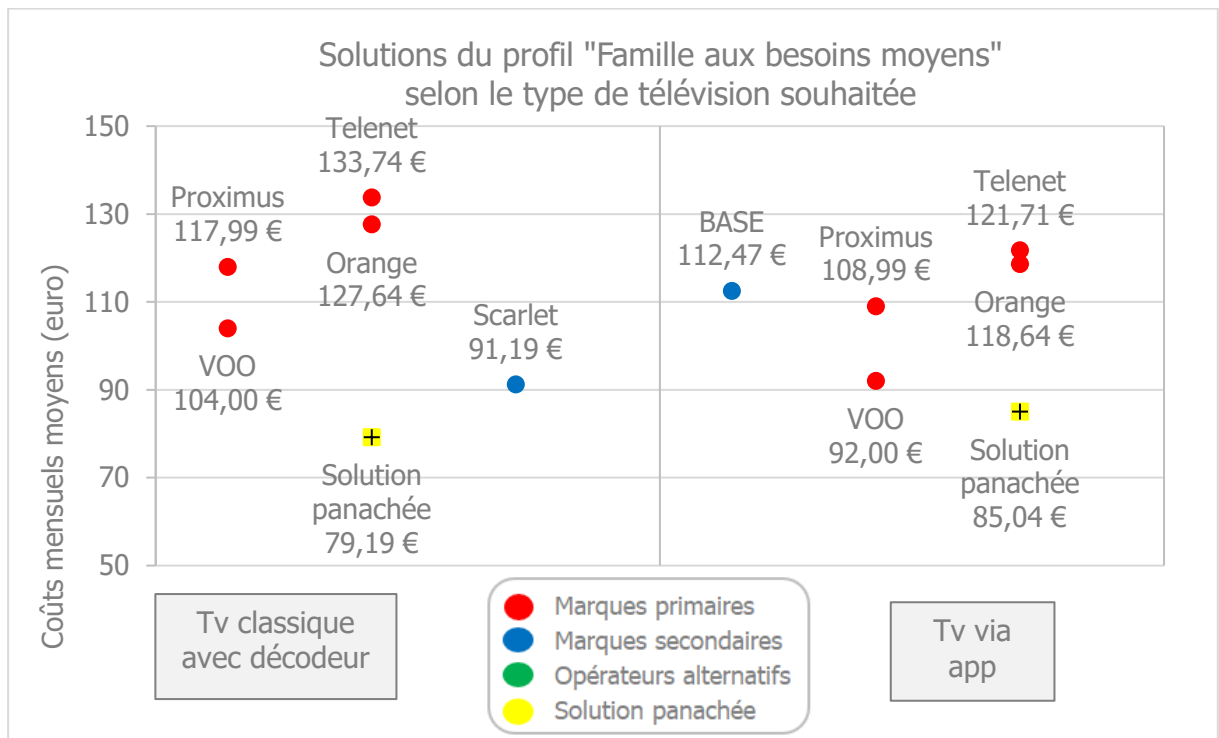 Solutions du profil "Famille aux besoins moyens"
selon le type de télévision souhaitée
Coûts mensuels moyens (euro)
150
130
110
90
70
50
Proximus
117,99 €
VOO
104,00 €
Telenet
133,74 €
Orange
127,64 €
Solution
panachée
79,19 €
Scarlet
91,19 €
BASE
112,47 €
Proximus
108,99 €
VOO
92,00 €
Telenet
121,71 €
Orange
118,64 €
Solution
panachée
85,04 €
Tv classique
avec décodeur
Marques primaires
Marques secondaires
Opérateurs alternatifs
Solution panachée
Tv via
app